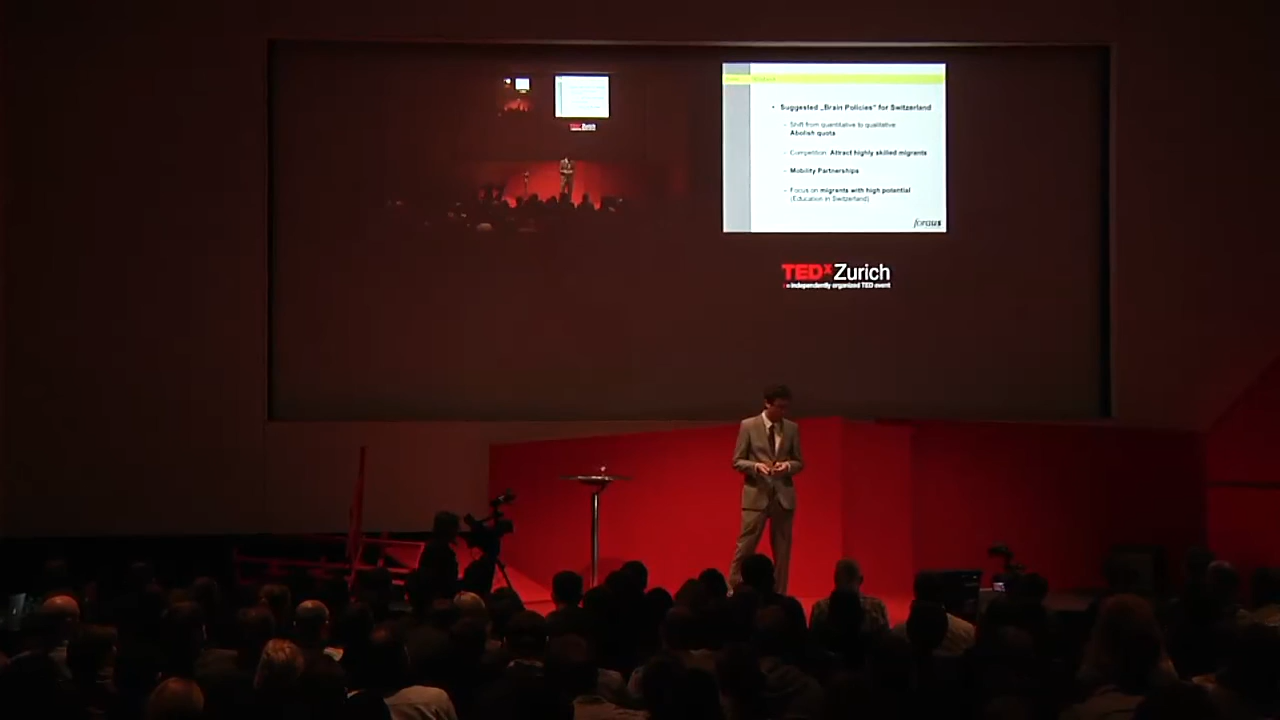 • Suggested „Brain Policies“ for Switzerland
- Shift from quantitative to qualitative
Abolish quota
- Competition: Attract highly skilled migrants
- Mobility Partnerships
- Focus on migrants with high potential
(Education in Switzerland)
foraus
TEDxZurich
independently organized TED event